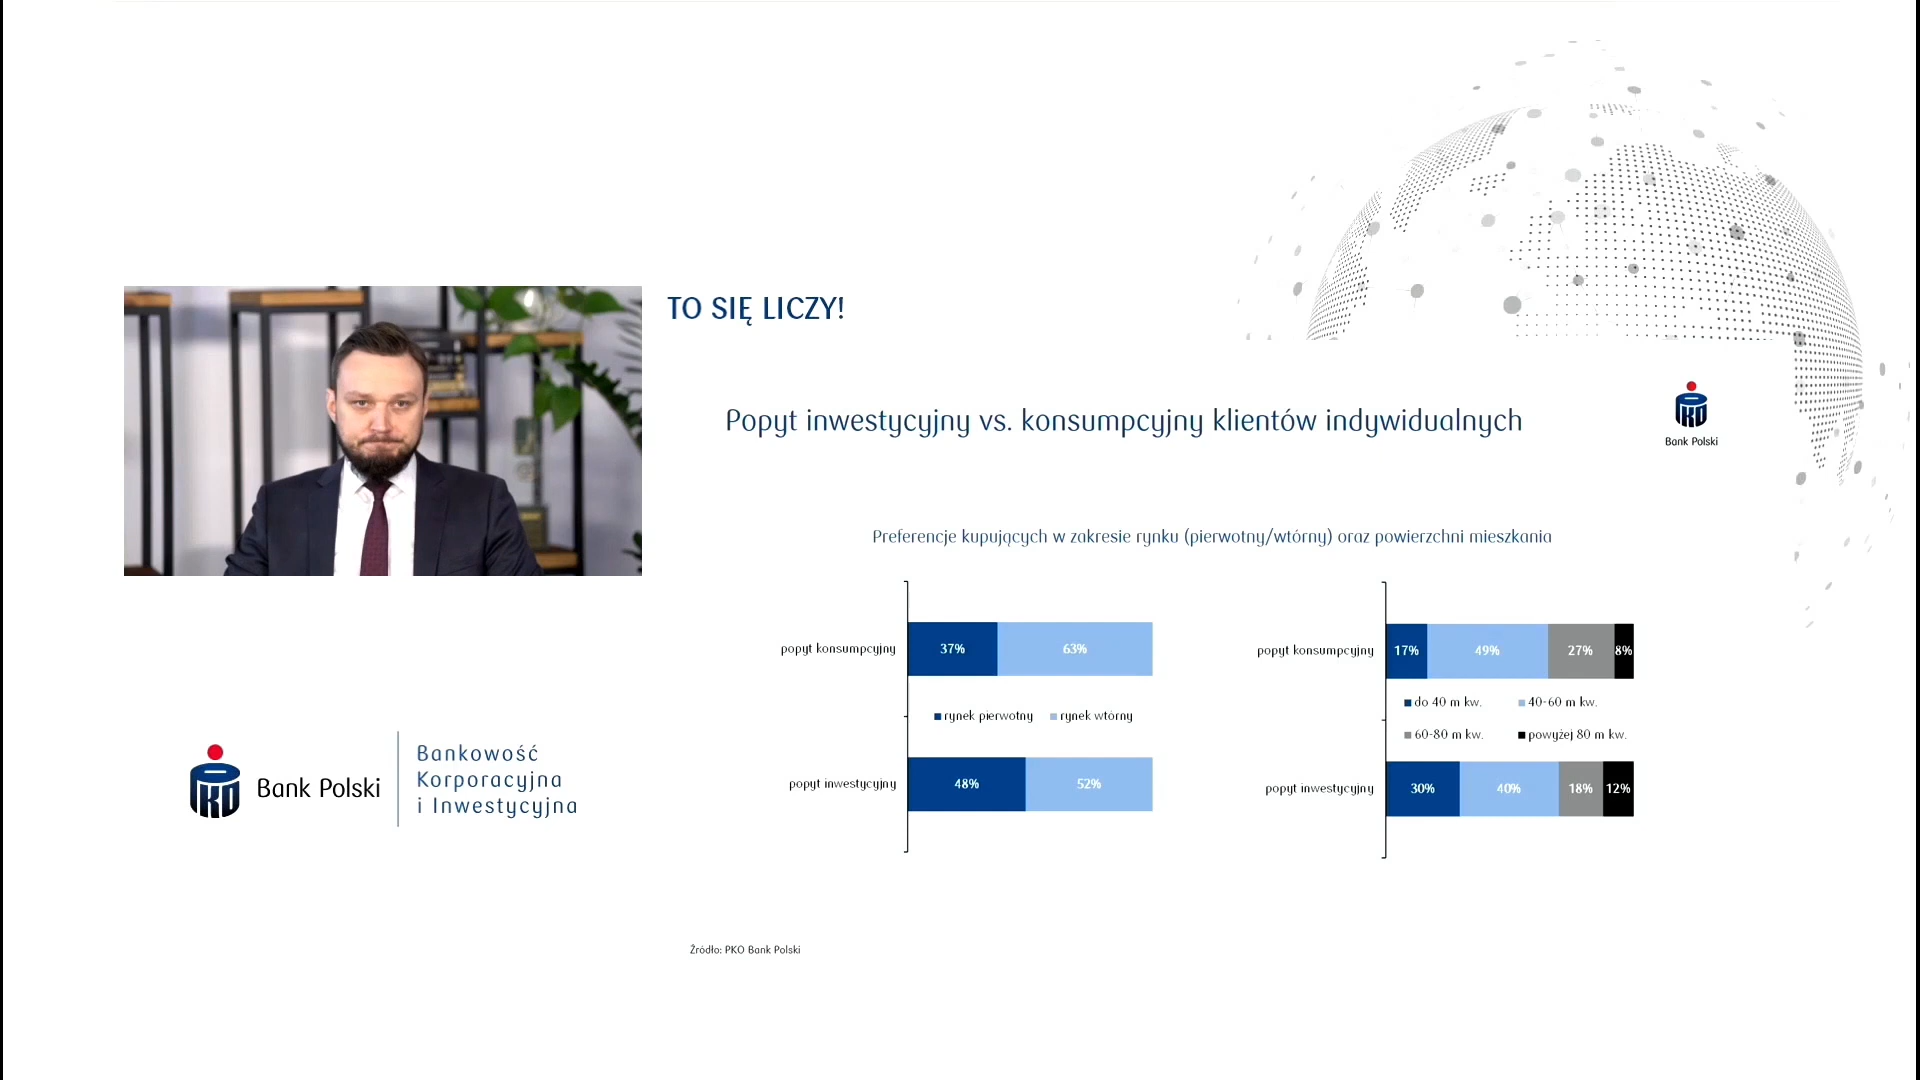 TO SIĘ LICZY!
Popyt inwestycyjny vs. konsumpcyjny klientów indywidualnych
PKO
Bank Polski
Preferencje kupujących w zakresie rynku (pierwotny/wtórny) oraz powierzchni mieszkania
popyt konsumpcyjny
37%
63%
rynek pierwotny
rynek wtórny
popyt inwestycyjny
48%
52%
popyt konsumpcyjny
17%
49%
27%
8%
do 40 m kw.
40-60 m kw.
60-80 m kw.
powyżej 80 m kw.
popyt inwestycyjny
30%
40%
18%
12%
PKO
Bank Polski
Bankowość
Korporacyjna
i Inwestycyjna
Źródło: PKO Bank Polski